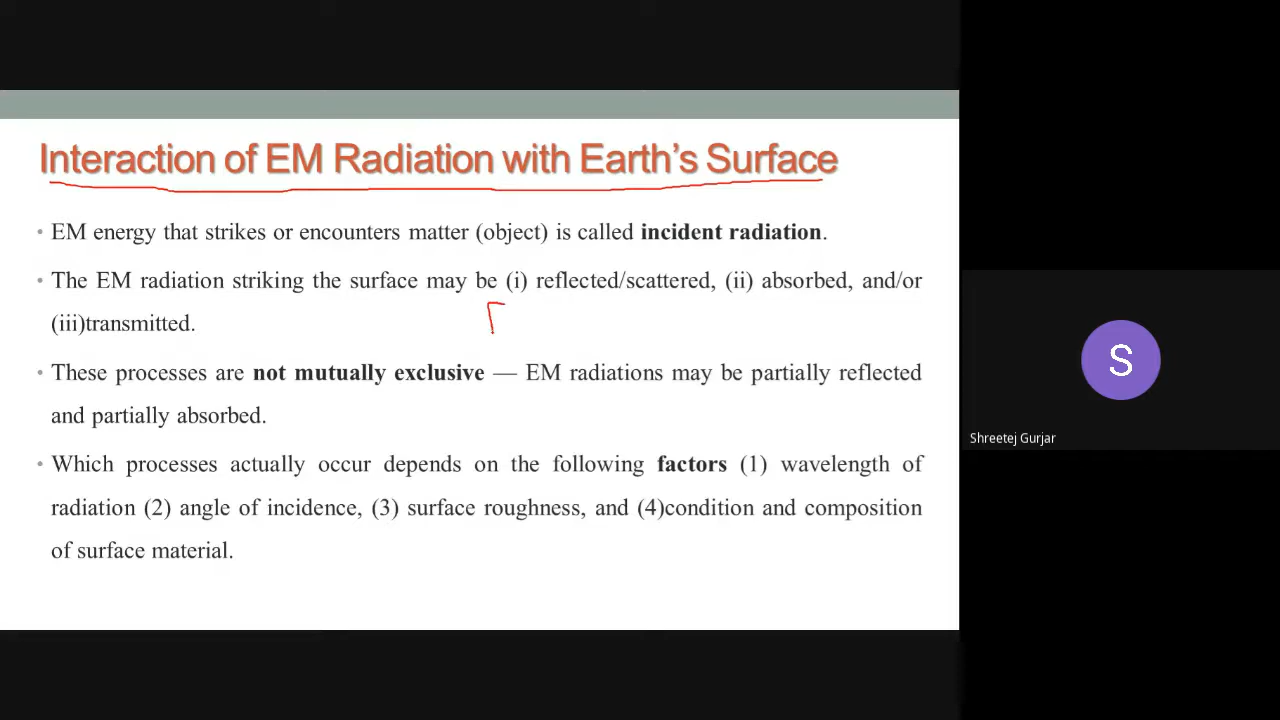 Interaction of EM Radiation with Earth's Surface
• EM energy that strikes or encounters matter (object) is called incident radiation.
• The EM radiation striking the surface may be (i) reflected/scattered, (ii) absorbed, and/or
(iii)transmitted.
• These processes are not mutually exclusive — EM radiations may be partially reflected
and partially absorbed.
• Which processes actually occur depends on the following factors (1) wavelength of
radiation (2) angle of incidence, (3) surface roughness, and (4)condition and composition
of surface material.
S
Shreetej Gurjar